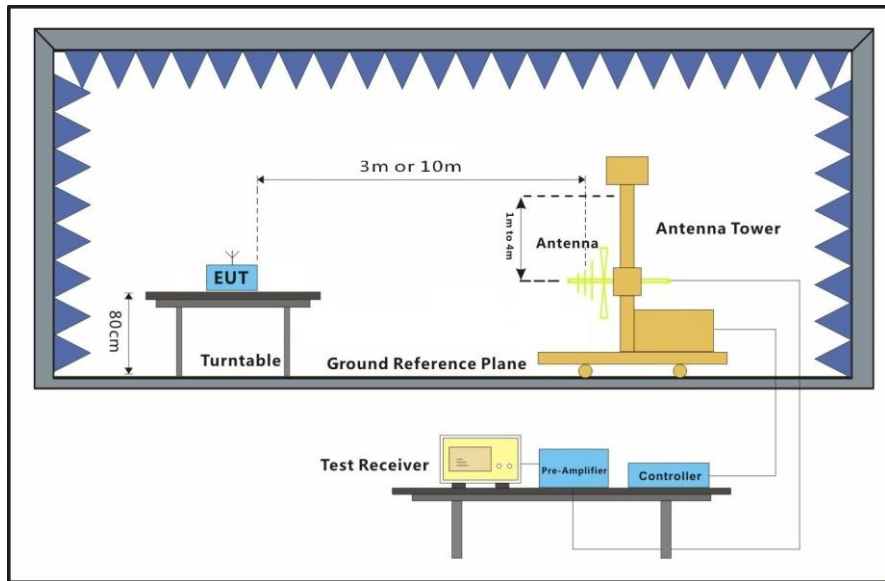 3m or 10m
1m to 4m
Antenna
Antenna Tower
EUT
80cm
Turntable
Ground Reference Plane
Test Receiver
Pre-Amplifier
Controller